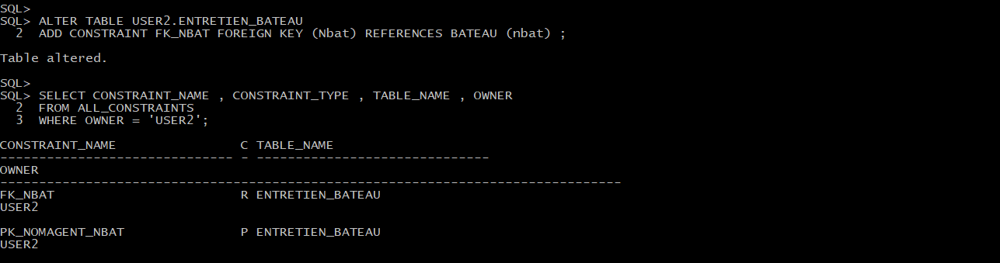 SQL>
SQL> ALTER TABLE USER2.ENTRETIEN_BATEAU
  2  ADD CONSTRAINT FK_NBAT FOREIGN KEY (Nbat) REFERENCES BATEAU (nbat) ;
Table altered.
SQL>
SQL> SELECT CONSTRAINT_NAME , CONSTRAINT_TYPE , TABLE_NAME , OWNER
  2  FROM ALL_CONSTRAINTS
  3  WHERE OWNER = 'USER2';
CONSTRAINT_NAME                C TABLE_NAME
------------------------------ - ------------------------------
OWNER
--------------------------------------------------------------------------------
FK_NBAT                        R ENTRETIEN_BATEAU
USER2
PK_NOMAGENT_NBAT               P ENTRETIEN_BATEAU
USER2